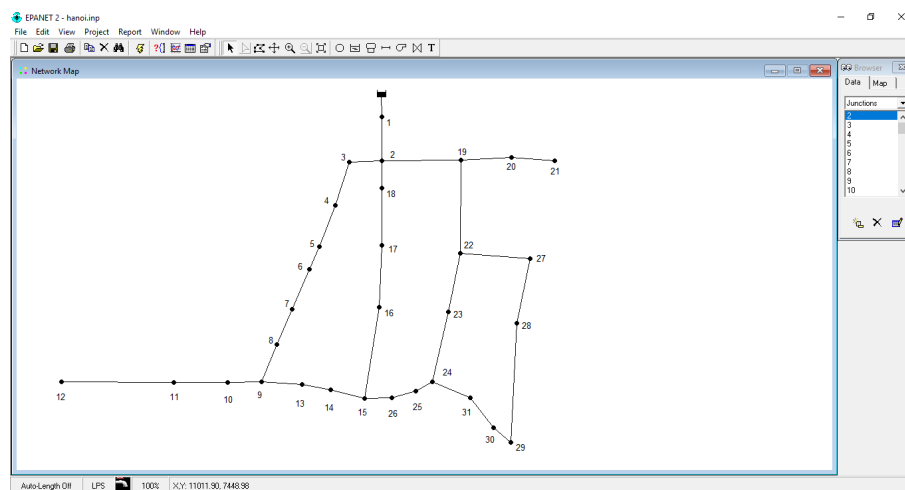 EPANET 2 - hanoi.inp
File Edit View Project Report Window Help
T
Network Map
Browser
Data Map
Junctions
2
3
4
5
6
7
8
9
10
1
3 2 19
20 21
18
4
5 17 22 27
6
7 16 23 28
8
24
12 11 10 9 13 14 15 26 25 31
30 29
Auto-Length Off LPS 100% X,Y: 11011.90, 7448.98